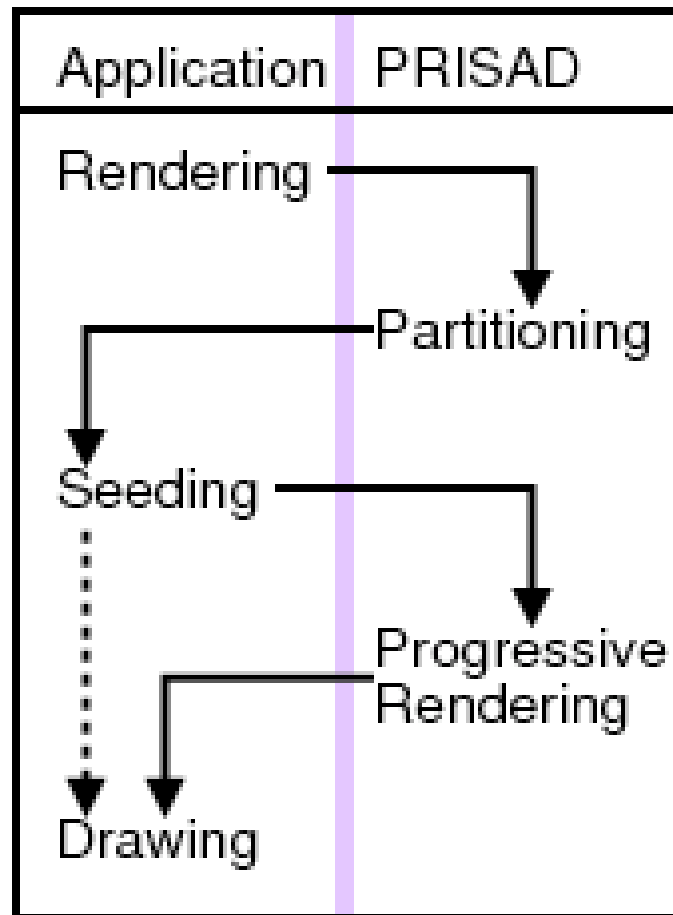 Application PRISAD
Rendering
Partitioning
Seeding
Progressive
Rendering
Drawing